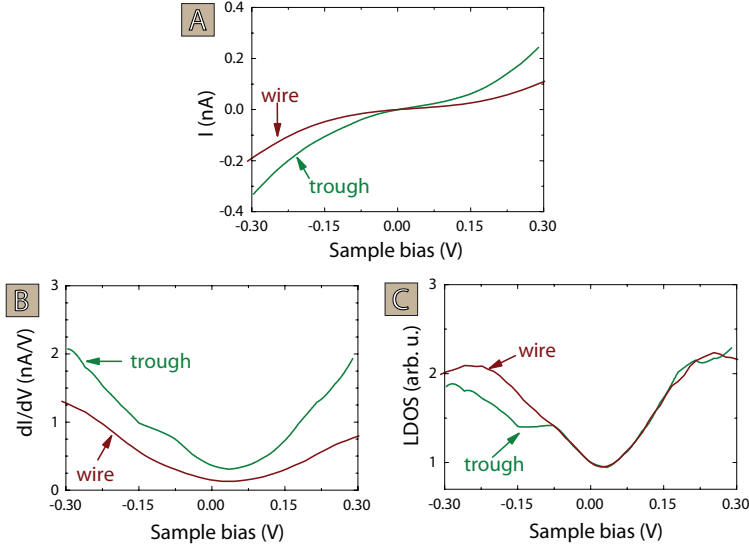 A
I (nA)
0.4
0.2
0.0
-0.2
-0.4
wire
trough
-0.30 -0.15 0.00 0.15 0.30
Sample bias (V)
B
dI/dV (nA/V)
3
2
1
0
trough
wire
-0.30 -0.15 0.00 0.15 0.30
Sample bias (V)
C
LDOS (arb. u.)
3
2
1
wire
trough
-0.30 -0.15 0.00 0.15 0.30
Sample bias (V)